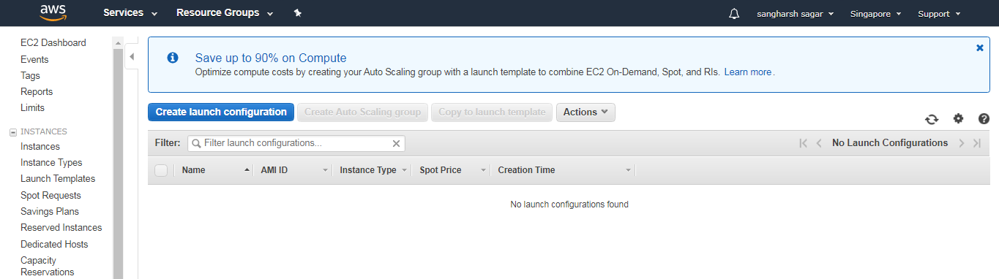 aws Services Resource Groups sangharsh sagar Singapore Support
EC2 Dashboard
Events
Tags
Reports
Limits
INSTANCES
Instances
Instance Types
Launch Templates
Spot Requests
Savings Plans
Reserved Instances
Dedicated Hosts
Capacity
Reservations
Save up to 90% on Compute
Optimize compute costs by creating your Auto Scaling group with a launch template to combine EC2 On-Demand, Spot, and RIs. Learn more.
Create launch configuration Create Auto Scaling group Copy to launch template Actions
Filter: Filter launch configurations... No Launch Configurations
Name AMI ID Instance Type Spot Price Creation Time
No launch configurations found